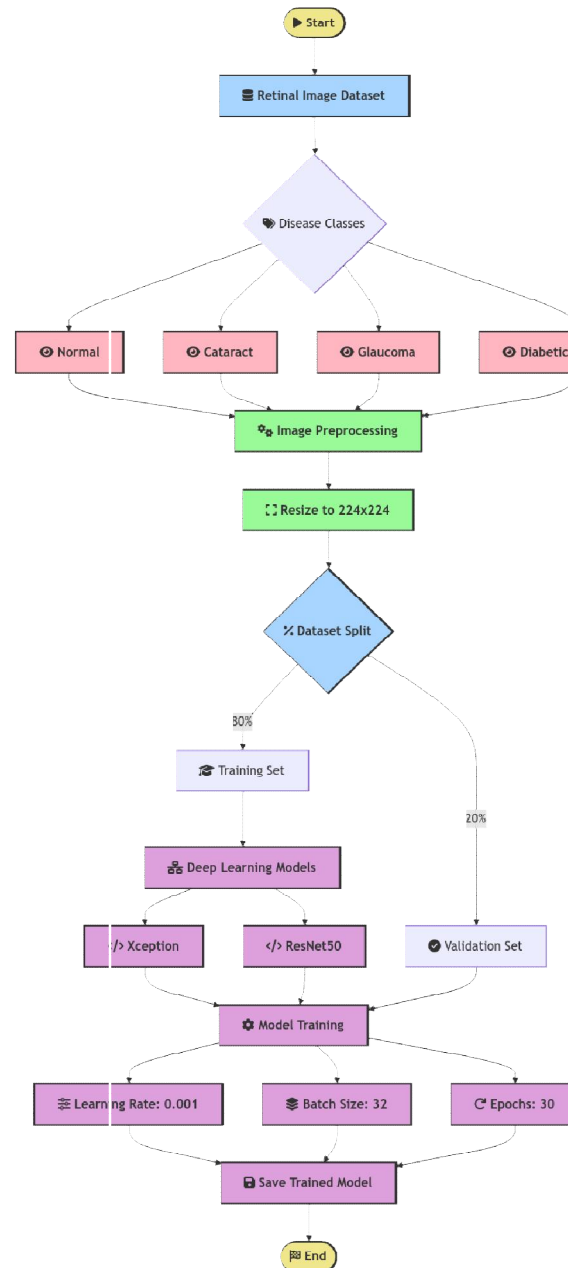 Start
Retinal Image Dataset
Disease Classes
Normal
Cataract
Glaucoma
Diabetic
Image Preprocessing
Resize to 224x224
Dataset Split
80%
Training Set
20%
Deep Learning Models
</> Xception
</> ResNet50
Validation Set
Model Training
Learning Rate: 0.001
Batch Size: 32
Epochs: 30
Save Trained Model
End